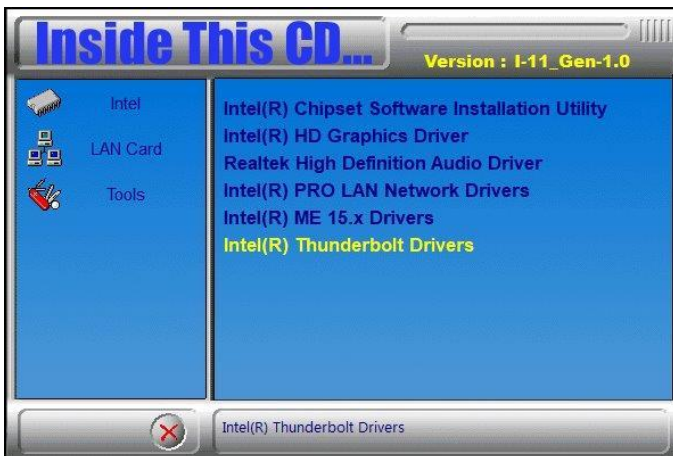 Inside This CD...
Version : I-11_Gen-1.0
Intel
LAN Card
Tools
Intel(R) Chipset Software Installation Utility
Intel(R) HD Graphics Driver
Realtek High Definition Audio Driver
Intel(R) PRO LAN Network Drivers
Intel(R) ME 15.x Drivers
Intel(R) Thunderbolt Drivers
Intel(R) Thunderbolt Drivers